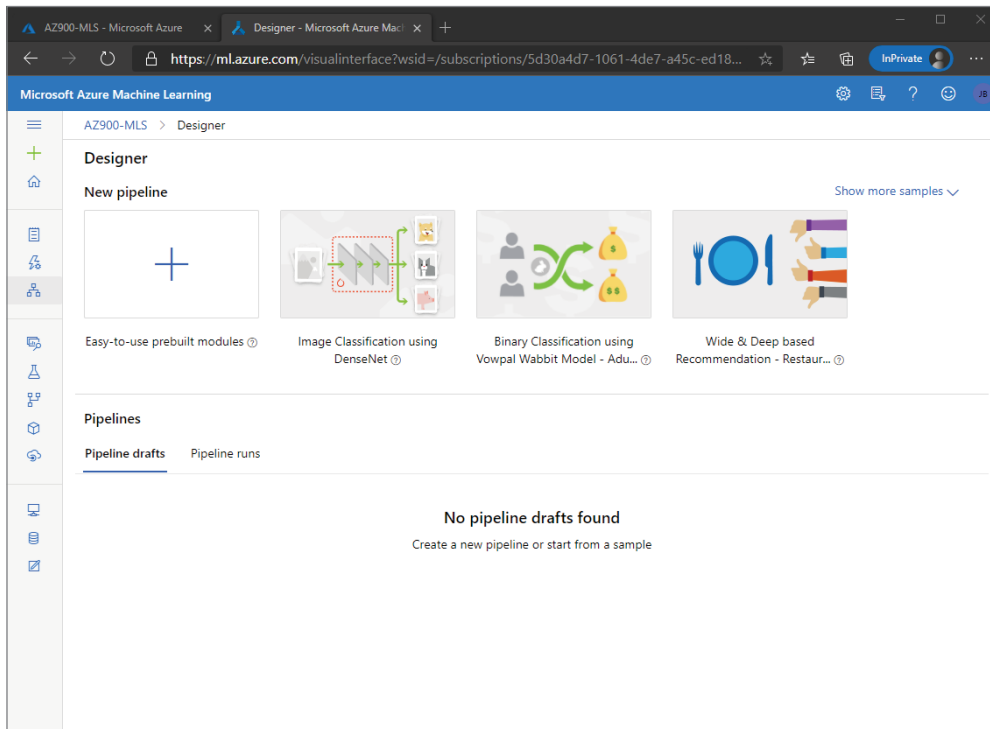 AZ900-MLS - Microsoft Azure
Designer - Microsoft Azure Mac
https://ml.azure.com/visualinterface?wsid=/subscriptions/5d30a4d7-1061-4de7-a45c-ed18...
InPrivate
Microsoft Azure Machine Learning
JB
AZ900-MLS > Designer
Designer
New pipeline
Show more samples
Easy-to-use prebuilt modules
Image Classification using
DenseNet
Binary Classification using
Vowpal Wabbit Model - Adu...
Wide & Deep based
Recommendation - Restaur...
Pipelines
Pipeline drafts
Pipeline runs
No pipeline drafts found
Create a new pipeline or start from a sample